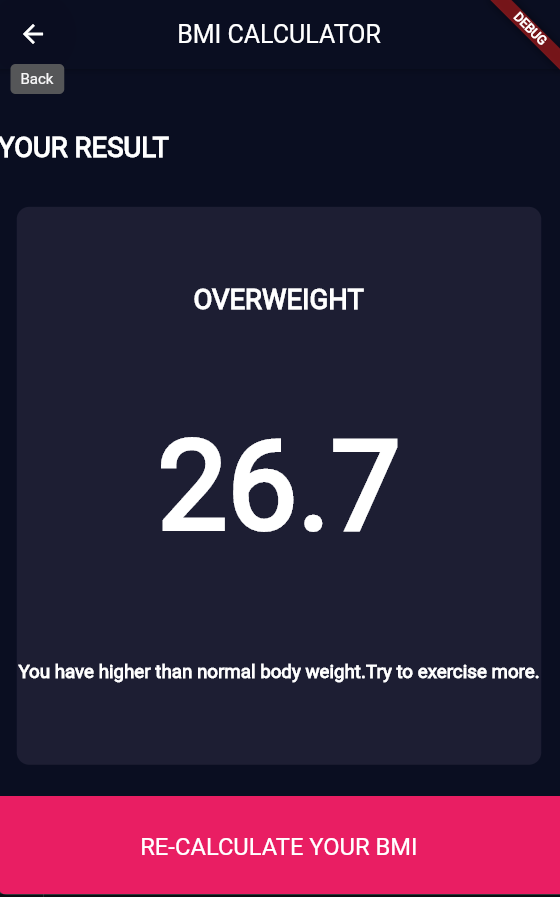 BMI CALCULATOR
DEBUG
Back
YOUR RESULT
OVERWEIGHT
26.7
You have higher than normal body weight.Try to exercise more.
RE-CALCULATE YOUR BMI